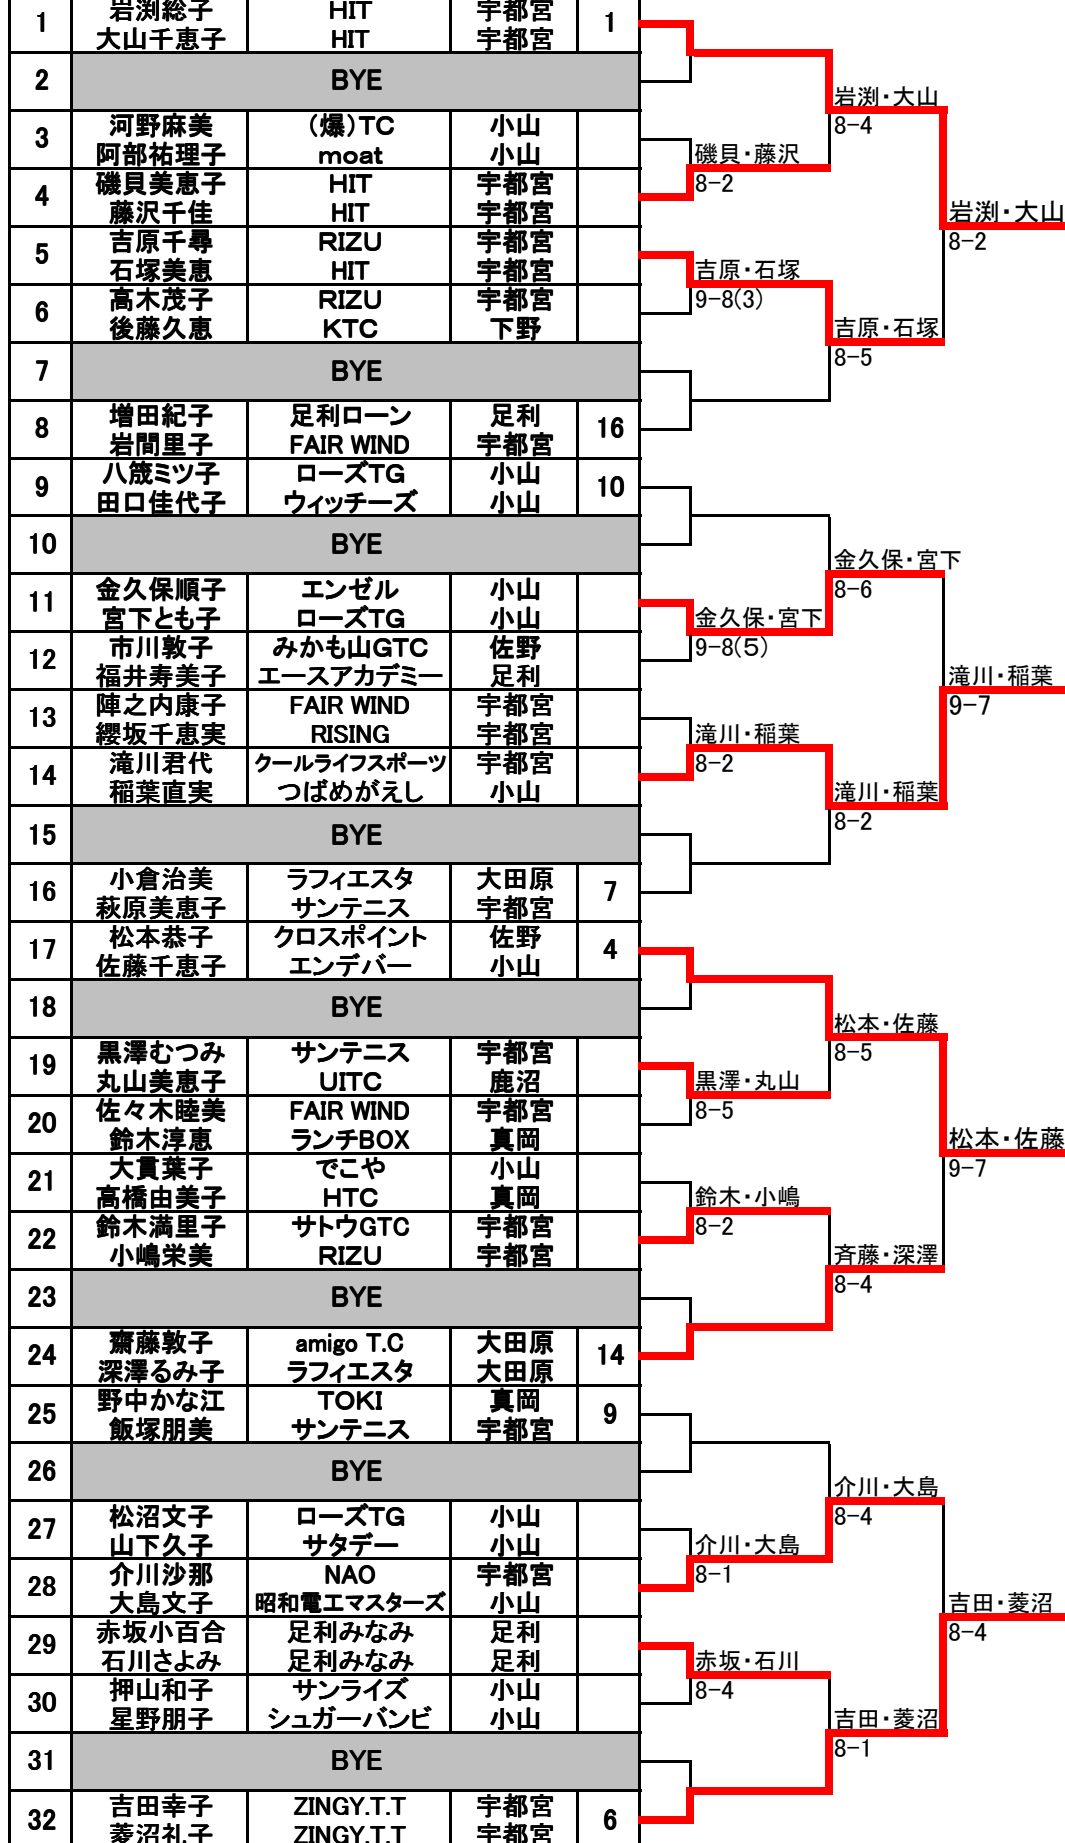 1 岩渕総子 HIT 宇都宮 1
大山千恵子 HIT 宇都宮
2 BYE
岩渕・大山
8-4
3 河野麻美 (爆)TC 小山
阿部祐理子 moat 小山
磯貝・藤沢
8-2
4 磯貝美恵子 HIT 宇都宮
藤沢千佳 HIT 宇都宮
岩渕・大山
8-2
5 吉原千尋 RIZU 宇都宮
石塚美恵 HIT 宇都宮
吉原・石塚
9-8(3)
6 高木茂子 RIZU 宇都宮
後藤久恵 KTC 下野
吉原・石塚
8-5
7 BYE
8 増田紀子 足利ローン 足利 16
岩間里子 FAIR WIND 宇都宮
9 八筬ミツ子 ローズTG 小山 10
田口佳代子 ウィッチーズ 小山
10 BYE
金久保・宮下
8-6
11 金久保順子 エンゼル 小山
宮下とも子 ローズTG 小山
金久保・宮下
9-8(5)
12 市川敦子 みかも山GTC 佐野
福井寿美子 エースアカデミー 足利
滝川・稲葉
9-7
13 陣之内康子 FAIR WIND 宇都宮
纓坂千恵実 RISING 宇都宮
滝川・稲葉
8-2
14 滝川君代 クールライフスポーツ 宇都宮
稲葉直実 つばめがえし 小山
滝川・稲葉
8-2
15 BYE
16 小倉治美 ラフィエスタ 大田原 7
萩原美恵子 サンテニス 宇都宮
17 松本恭子 クロスポイント 佐野 4
佐藤千恵子 エンデバー 小山
18 BYE
松本・佐藤
8-5
19 黒澤むつみ サンテニス 宇都宮
丸山美恵子 UITC 鹿沼
黒澤・丸山
8-5
20 佐々木睦美 FAIR WIND 宇都宮
鈴木淳恵 ランチBOX 真岡
松本・佐藤
9-7
21 大貫葉子 でこや 小山
高橋由美子 HTC 真岡
鈴木・小嶋
8-2
22 鈴木満里子 サトウGTC 宇都宮
小嶋栄美 RIZU 宇都宮
斉藤・深澤
8-4
23 BYE
24 齋藤敦子 amigo T.C 大田原 14
深澤るみ子 ラフィエスタ 大田原
25 野中かな江 TOKI 真岡 9
飯塚朋美 サンテニス 宇都宮
26 BYE
介川・大島
8-4
27 松沼文子 ローズTG 小山
山下久子 サタデー 小山
介川・大島
8-1
28 介川沙那 NAO 宇都宮
大島文子 昭和電工マスターズ 小山
吉田・菱沼
8-4
29 赤坂小百合 足利みなみ 足利
石川さよみ 足利みなみ 足利
赤坂・石川
8-4
30 押山和子 サンライズ 小山
星野朋子 シュガーバンビ 小山
吉田・菱沼
8-1
31 BYE
32 吉田幸子 ZINGY.T.T 宇都宮 6
菱沼礼子 ZINGY.T.T 宇都宮